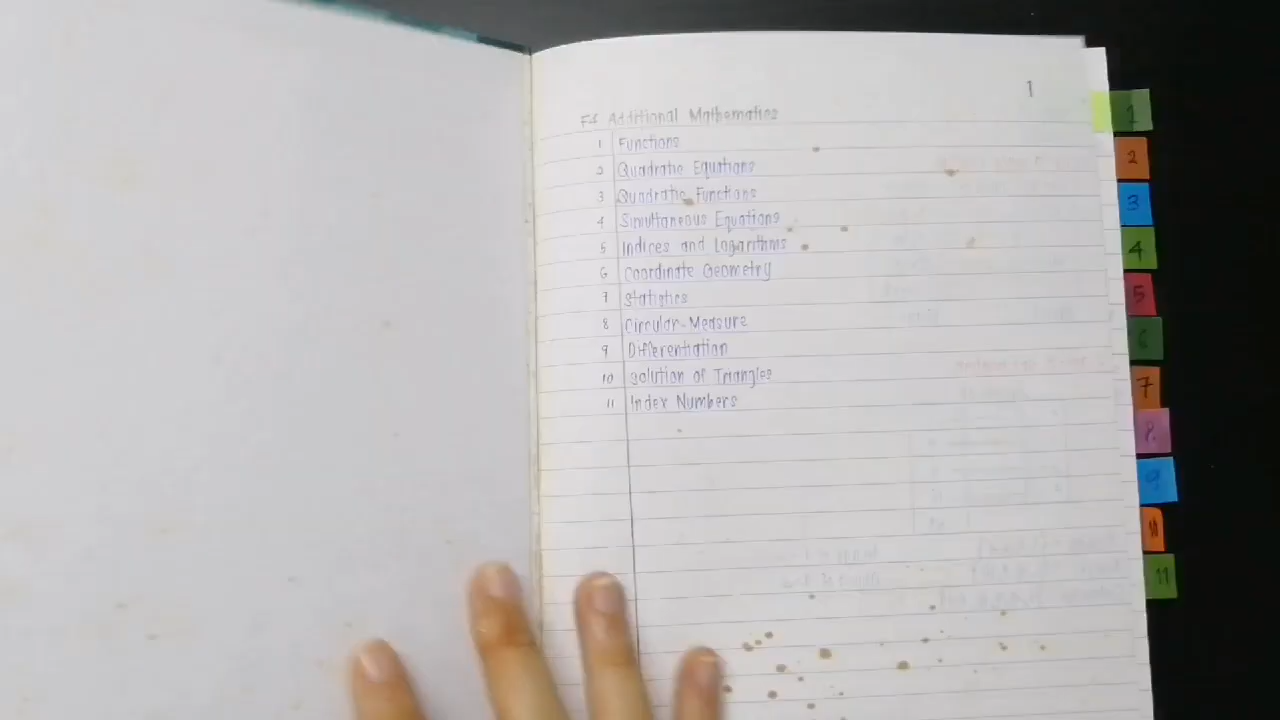 1
F4 Additional Mathematics
1 Functions
2 Quadratic Equations
3 Quadratic Functions
4 Simultaneous Equations
5 Indices and Logarithms
6 Coordinate Geometry
7 Statistics
8 Circular Measure
9 Differentiation
10 Solution of Triangles
11 Index Numbers
1
2
3
4
5
6
7
8
9
10
11